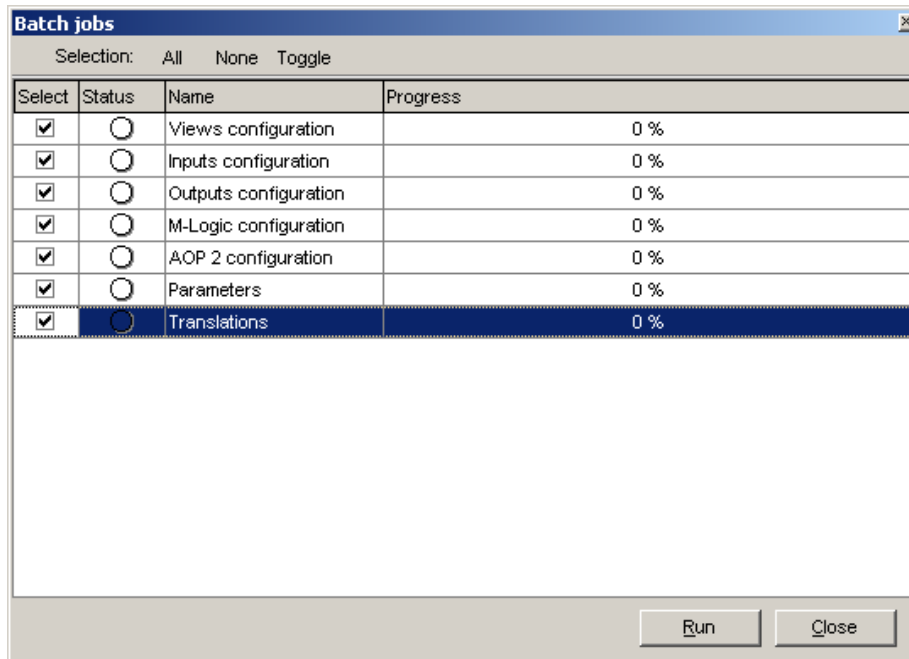 Batch jobs
Selection: All None Toggle
Select Status Name Progress
Views configuration 0 %
Inputs configuration 0 %
Outputs configuration 0 %
M-Logic configuration 0 %
AOP 2 configuration 0 %
Parameters 0 %
Translations 0 %
Run Close